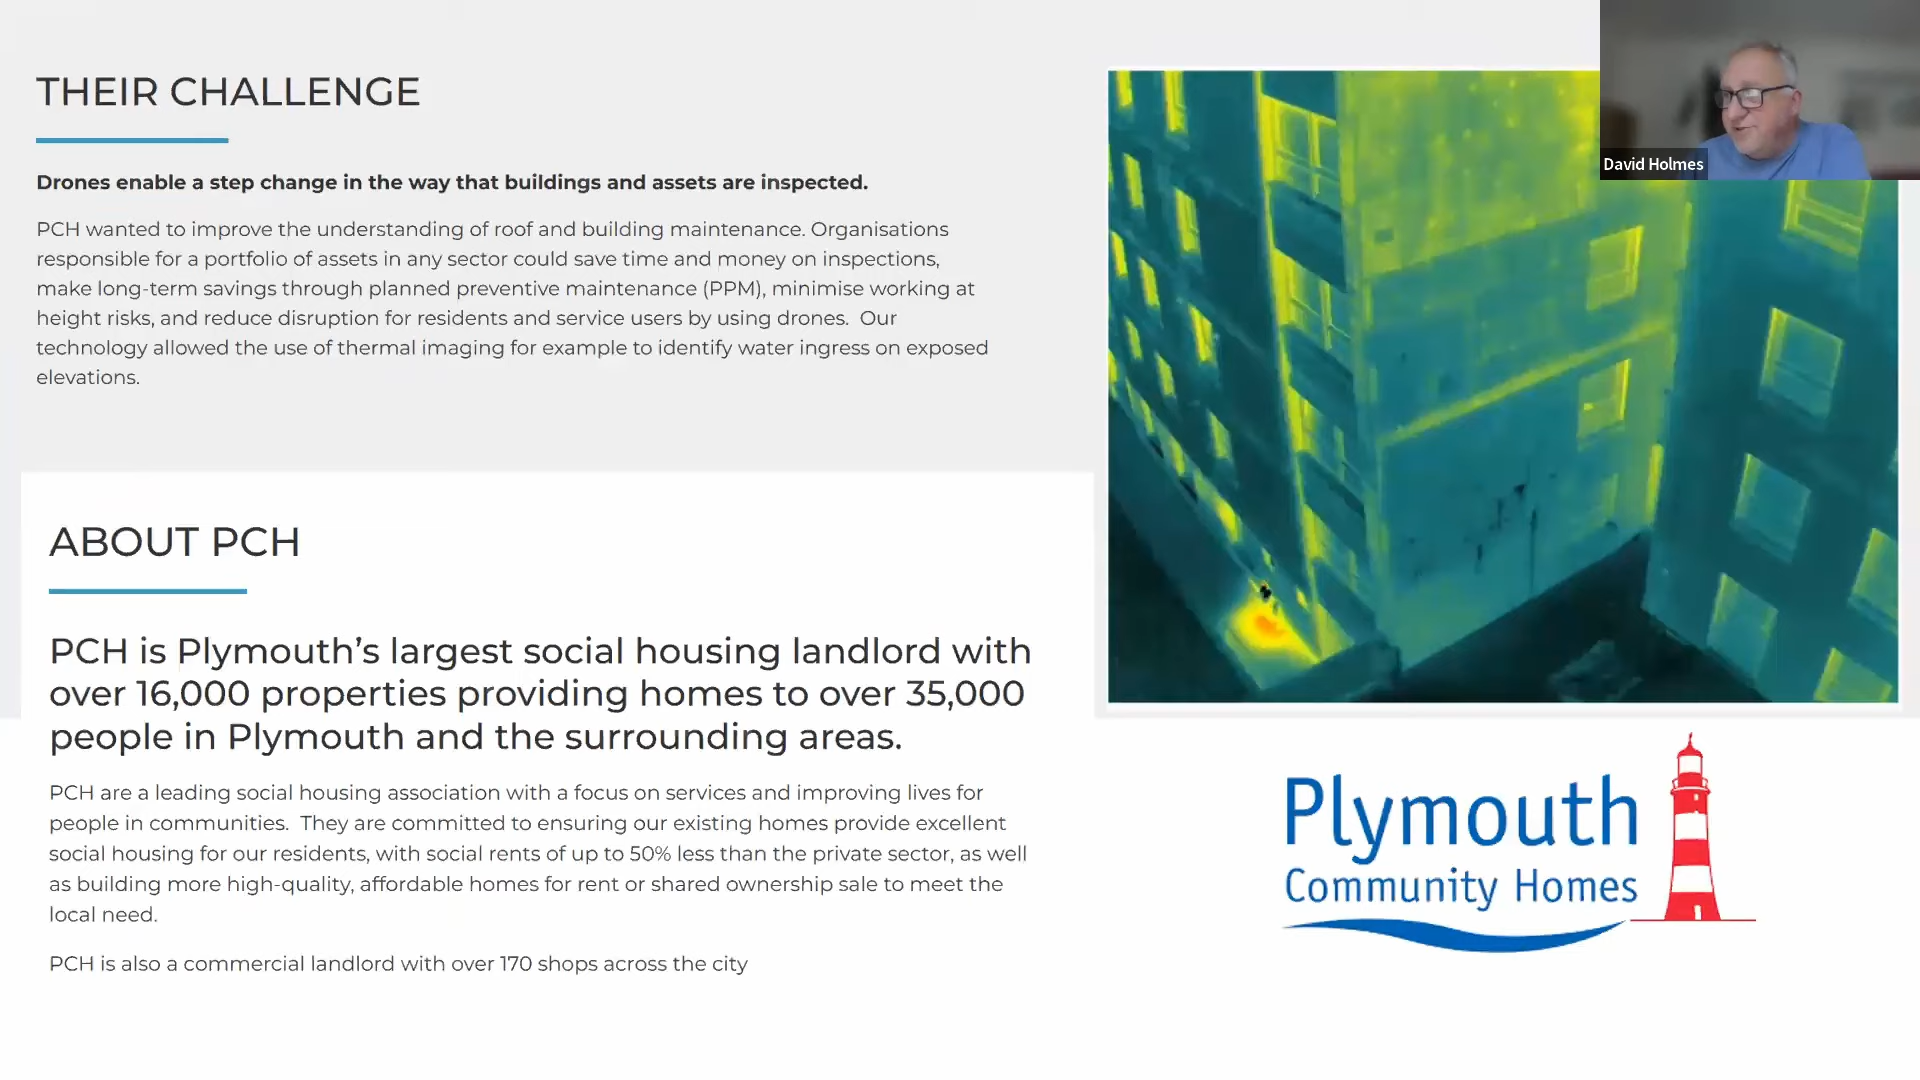 THEIR CHALLENGE
Drones enable a step change in the way that buildings and assets are inspected.
PCH wanted to improve the understanding of roof and building maintenance. Organisations
responsible for a portfolio of assets in any sector could save time and money on inspections,
make long-term savings through planned preventive maintenance (PPM), minimise working at
height risks, and reduce disruption for residents and service users by using drones.  Our
technology allowed the use of thermal imaging for example to identify water ingress on exposed
elevations.
David Holmes
ABOUT PCH
PCH is Plymouth’s largest social housing landlord with
over 16,000 properties providing homes to over 35,000
people in Plymouth and the surrounding areas.
PCH are a leading social housing association with a focus on services and improving lives for
people in communities.  They are committed to ensuring our existing homes provide excellent
social housing for our residents, with social rents of up to 50% less than the private sector, as well
as building more high-quality, affordable homes for rent or shared ownership sale to meet the
local need.
PCH is also a commercial landlord with over 170 shops across the city
Plymouth
Community Homes